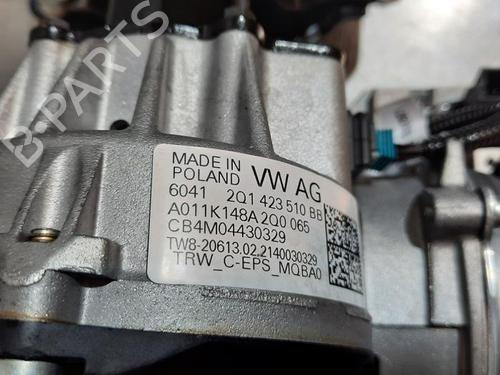 B-PARTS
MADE IN
POLAND VW AG
6041 2Q1 423 510 BB
A011K148A 2Q0 065
CB4M04430329
TW8-20613.02.2140030329
TRW_C-EPS_MQBA0